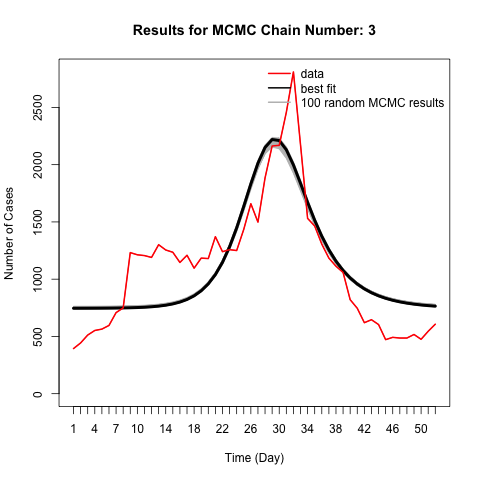 Results for MCMC Chain Number: 3
data
best fit
100 random MCMC results
Number of Cases
2500
2000
1500
1000
500
0
1 4 7 10 14 18 22 26 30 34 38 42 46 50
Time (Day)